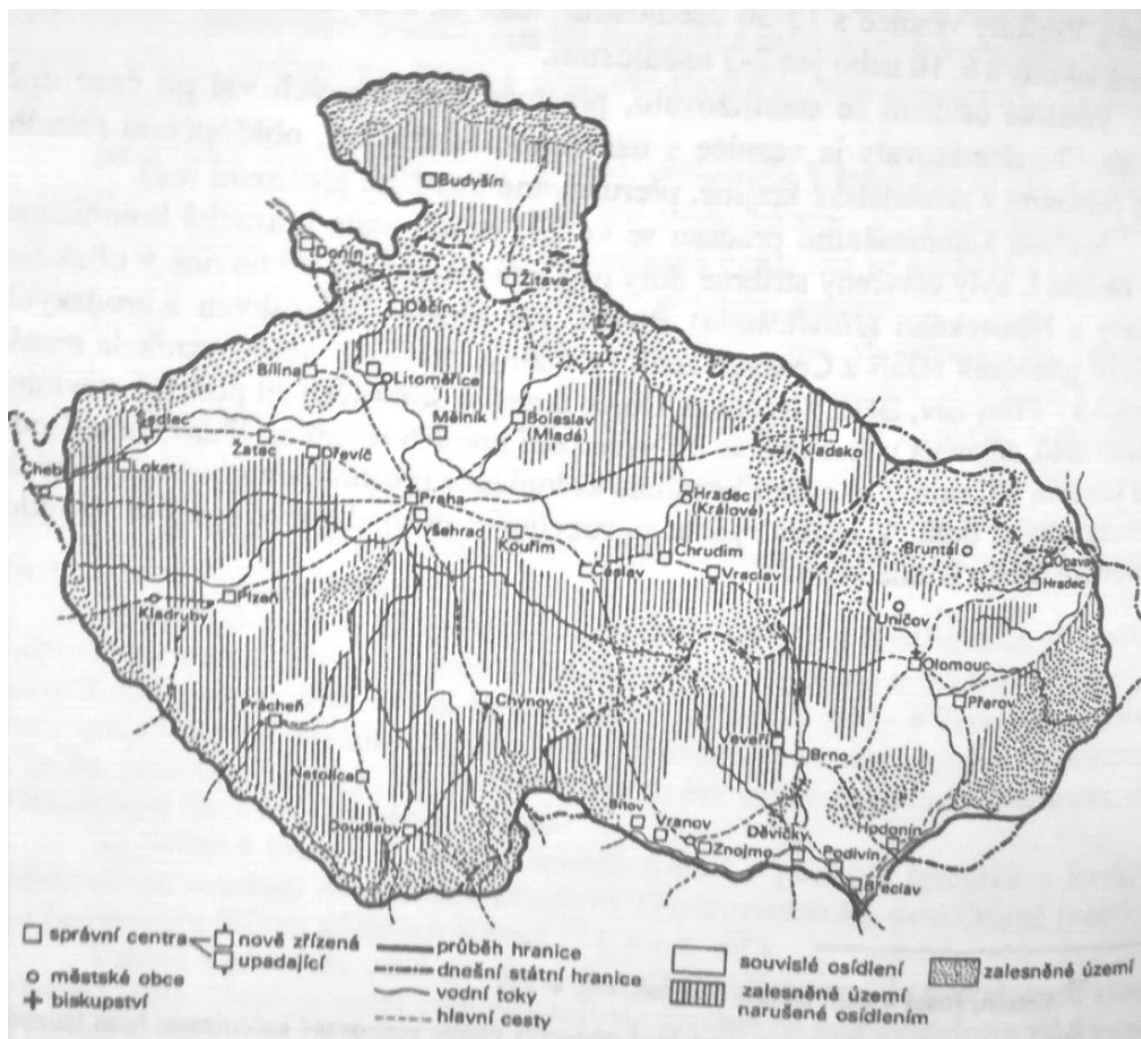 Budyšín
Donín
Žitava
Děčín
Bílina
Litoměřice
Mělník
Boleslav
(Mladá)
Sedlec
Žatec
Dřevíč
Kladsko
Cheb
Loket
Praha
Hradec
(Králové)
Vyšehrad
Kouřim
Chrudim
Bruntál
Opava
Čáslav
Vraclav
Hradec
Plzeň
Kladruby
Uničov
Olomouc
Přerov
Chýnov
Prácheň
Veveří
Brno
Netolice
Bítov
Doudleby
Vranov
Děvičky
Hodonín
Znojmo
Podivín
Břeclav
správní centra
nově zřízená
upadající
městské obce
biskupství
průběh hranice
dnešní státní hranice
vodní toky
hlavní cesty
souvislé osídlení
zalesněné území
zalesněné území
narušené osídlením